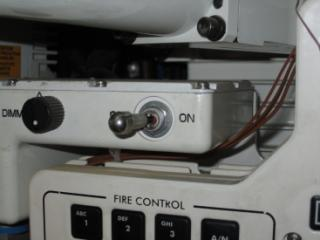 DIMM
ON
FIRE CONTROL
ABC DEF GHI
1 2 3 A/N